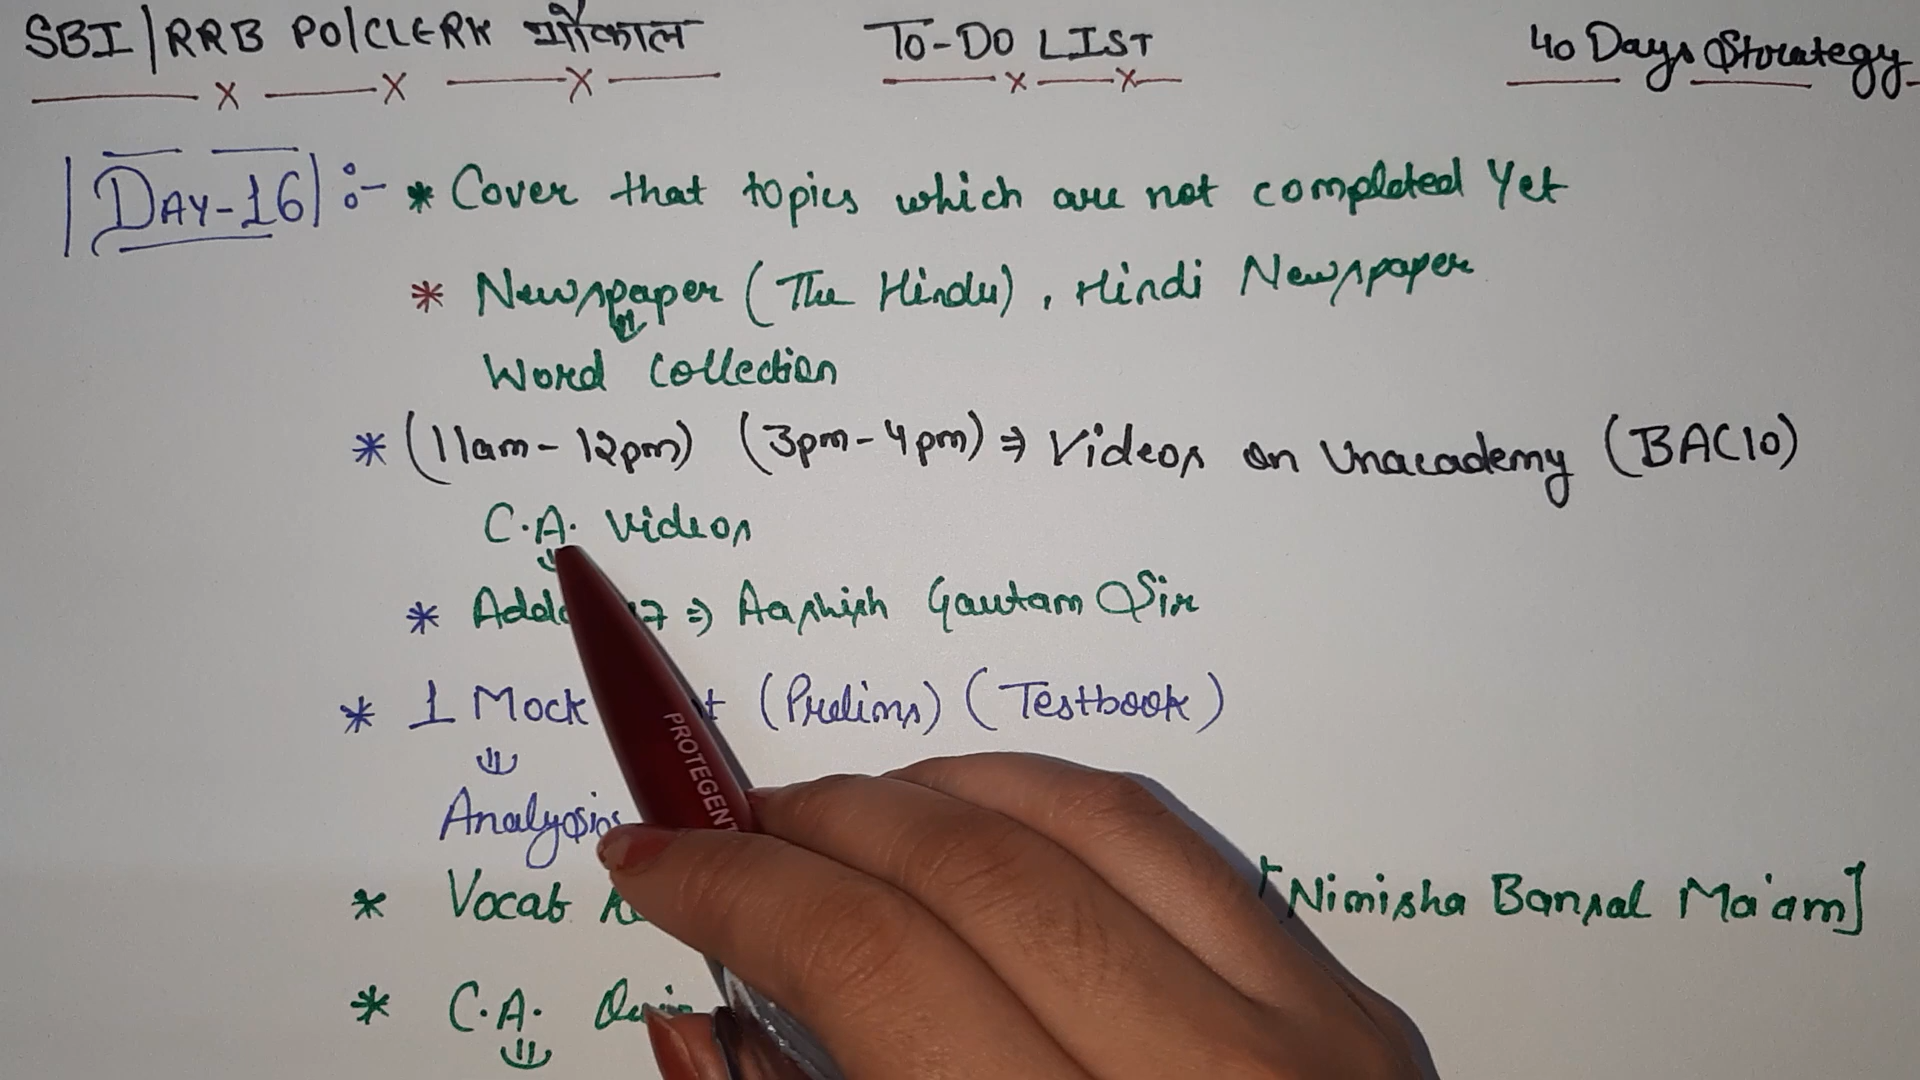 SBI/RRB PO/CLERK भौकाल TO-DO LIST 40 Days Strategy
DAY-16 :- * Cover that topics which are not completed Yet
* Newspaper (The Hindu), Hindi Newspaper
Word Collection
* (11am-12pm) (3pm-4pm) ⇒ Videos on Unacademy (BAC10)
C.A. Videos
* ⇒ Aashish Gautam Sir
* 1 Mock (Prelims) (Testbook)
Analysis
* Vocab [Nimisha Bansal Ma'am]
* C.A.
PROTEGENT